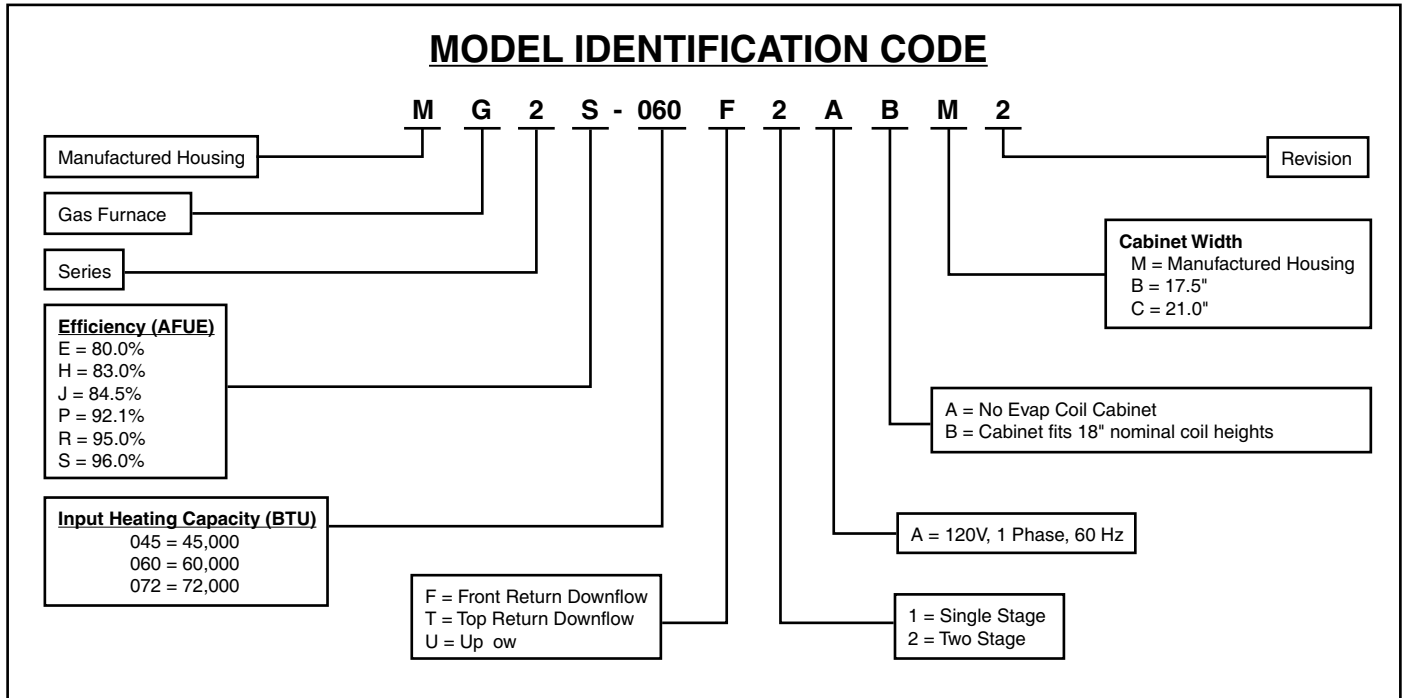 MODEL IDENTIFICATION CODE
M G 2 S - 060 F 2 A B M 2
Manufactured Housing
Revision
Gas Furnace
Series
Cabinet Width
M = Manufactured Housing
B = 17.5"
C = 21.0"
Efficiency (AFUE)
E = 80.0%
H = 83.0%
J = 84.5%
P = 92.1%
R = 95.0%
S = 96.0%
A = No Evap Coil Cabinet
B = Cabinet fits 18" nominal coil heights
Input Heating Capacity (BTU)
045 = 45,000
060 = 60,000
072 = 72,000
A = 120V, 1 Phase, 60 Hz
F = Front Return Downflow
T = Top Return Downflow
U = Up ow
1 = Single Stage
2 = Two Stage